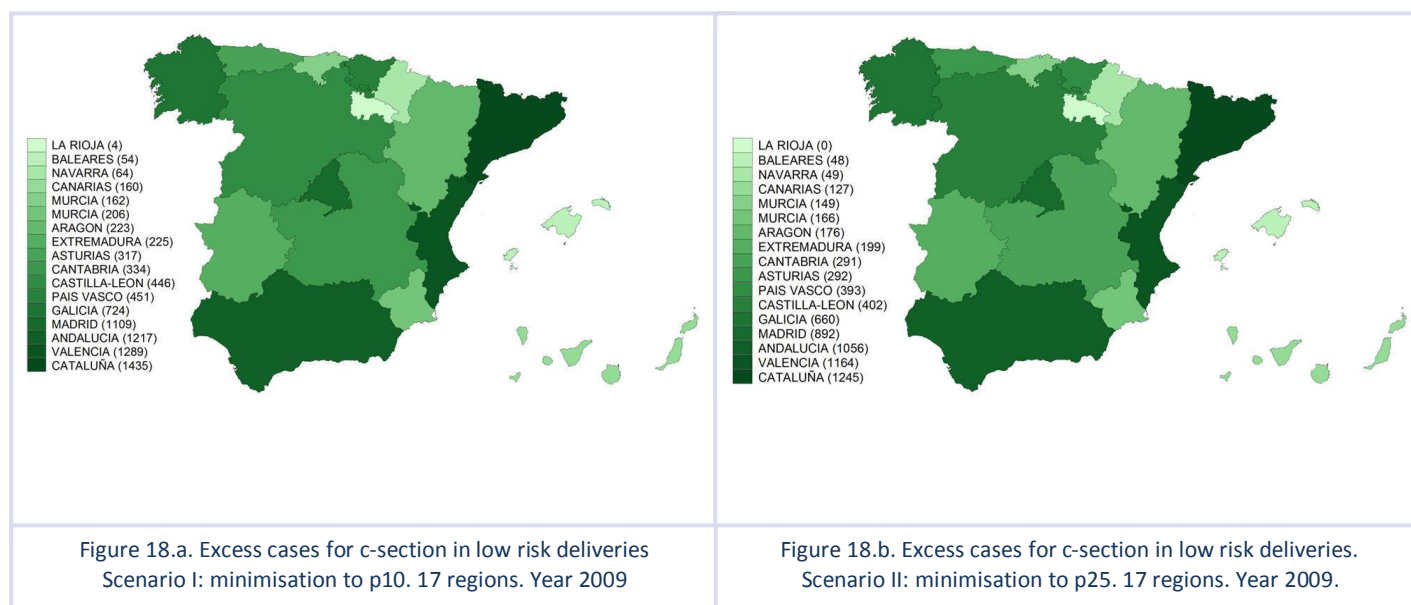 LA RIOJA (4)
BALEARES (54)
NAVARRA (64)
CANARIAS (160)
MURCIA (162)
MURCIA (206)
ARAGON (223)
EXTREMADURA (225)
ASTURIAS (317)
CANTABRIA (334)
CASTILLA-LEON (446)
PAIS VASCO (451)
GALICIA (724)
MADRID (1109)
ANDALUCIA (1217)
VALENCIA (1289)
CATALUÑA (1435)
LA RIOJA (0)
BALEARES (48)
NAVARRA (49)
CANARIAS (127)
MURCIA (149)
MURCIA (166)
ARAGON (176)
EXTREMADURA (199)
CANTABRIA (291)
ASTURIAS (292)
PAIS VASCO (393)
CASTILLA-LEON (402)
GALICIA (660)
MADRID (892)
ANDALUCIA (1056)
VALENCIA (1164)
CATALUÑA (1245)
Figure 18.a. Excess cases for c-section in low risk deliveries
Scenario I: minimisation to p10. 17 regions. Year 2009
Figure 18.b. Excess cases for c-section in low risk deliveries.
Scenario II: minimisation to p25. 17 regions. Year 2009.